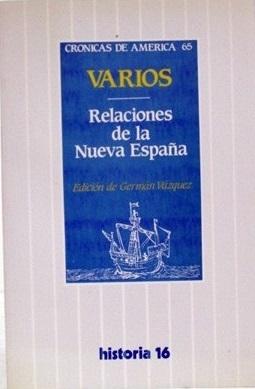 CRONICAS DE AMERICA 65
VARIOS
Relaciones
de la
Nueva España
Edición de Germán Vázquez
historia 16